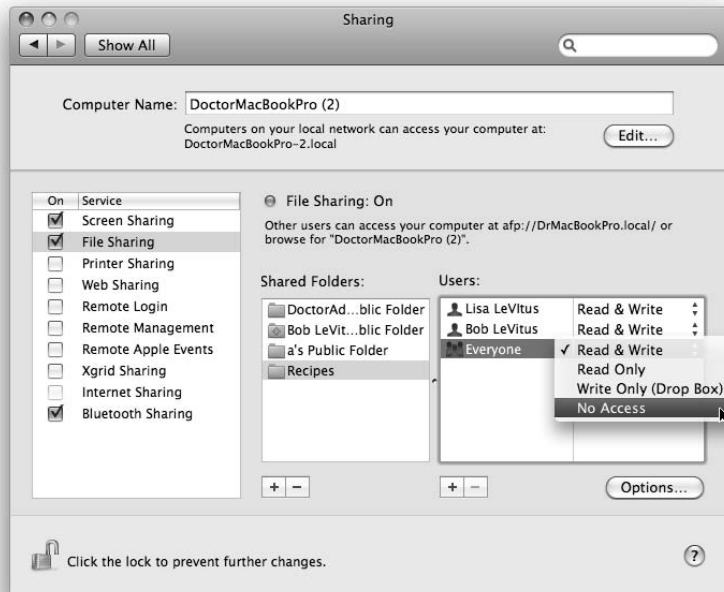 Sharing
Show All
Computer Name: DoctorMacBookPro (2)
Computers on your local network can access your computer at:
DoctorMacBookPro-2.local
Edit...
On Service
Screen Sharing
File Sharing
Printer Sharing
Web Sharing
Remote Login
Remote Management
Remote Apple Events
Xgrid Sharing
Internet Sharing
Bluetooth Sharing
File Sharing: On
Other users can access your computer at afp://DrMacBookPro.local/ or
browse for "DoctorMacBookPro (2)".
Shared Folders:
DoctorAd...blic Folder
Bob LeVit...blic Folder
a's Public Folder
Recipes
+ −
Users:
Lisa LeVItus Read & Write
Bob LeVitus Read & Write
Everyone ✓ Read & Write
Read Only
Write Only (Drop Box)
No Access
+ −
Options...
Click the lock to prevent further changes.
?